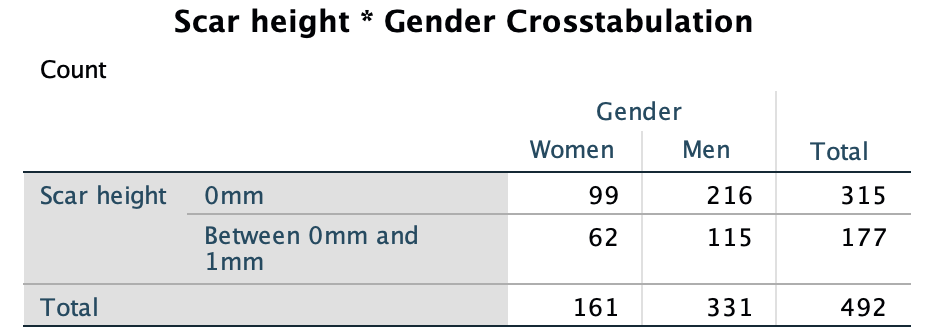 Scar height * Gender Crosstabulation
Count
Gender
Women Men Total
Scar height 0mm 99 216 315
Between 0mm and 62 115 177
1mm
Total 161 331 492